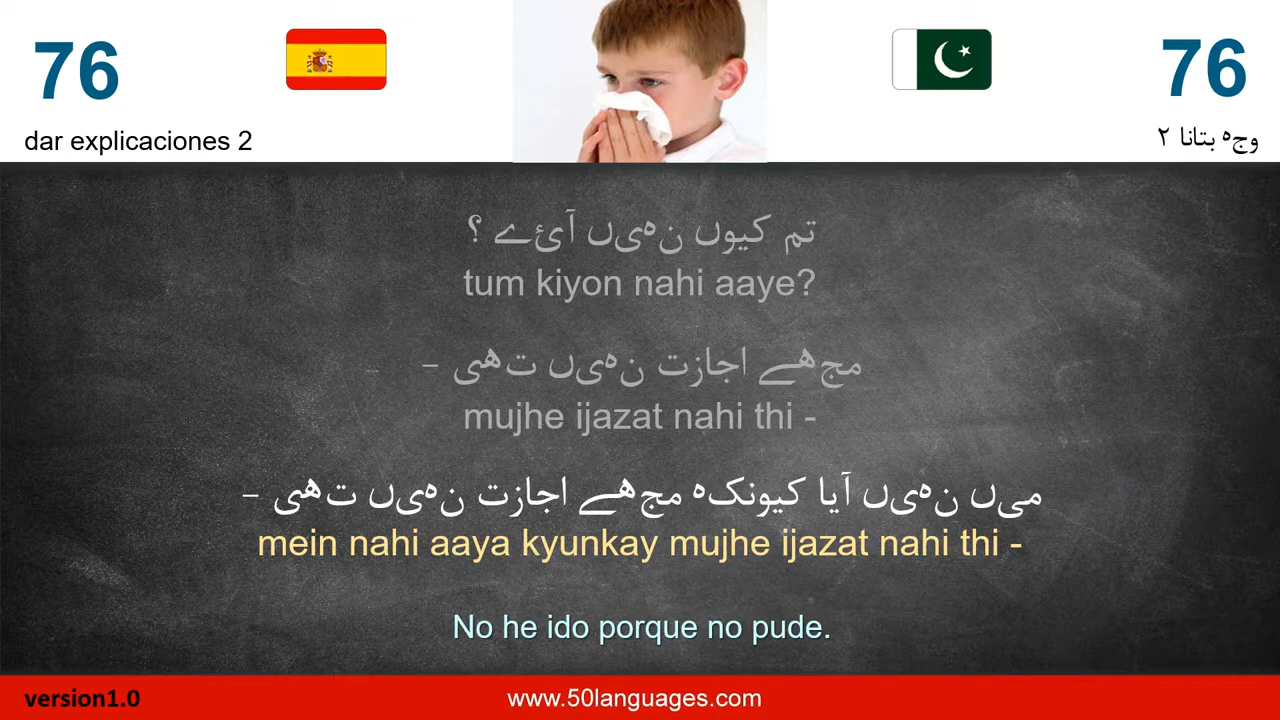 76
76
dar explicaciones 2
وجہ بتانا ۲
تم کیوں نہیں آئے ؟
tum kiyon nahi aaye?
مجھے اجازت نہیں تھی –
mujhe ijazat nahi thi -
میں نہیں آیا کیونکہ مجھے اجازت نہیں تھی –
mein nahi aaya kyunkay mujhe ijazat nahi thi -
No he ido porque no pude.
version1.0
www.50languages.com